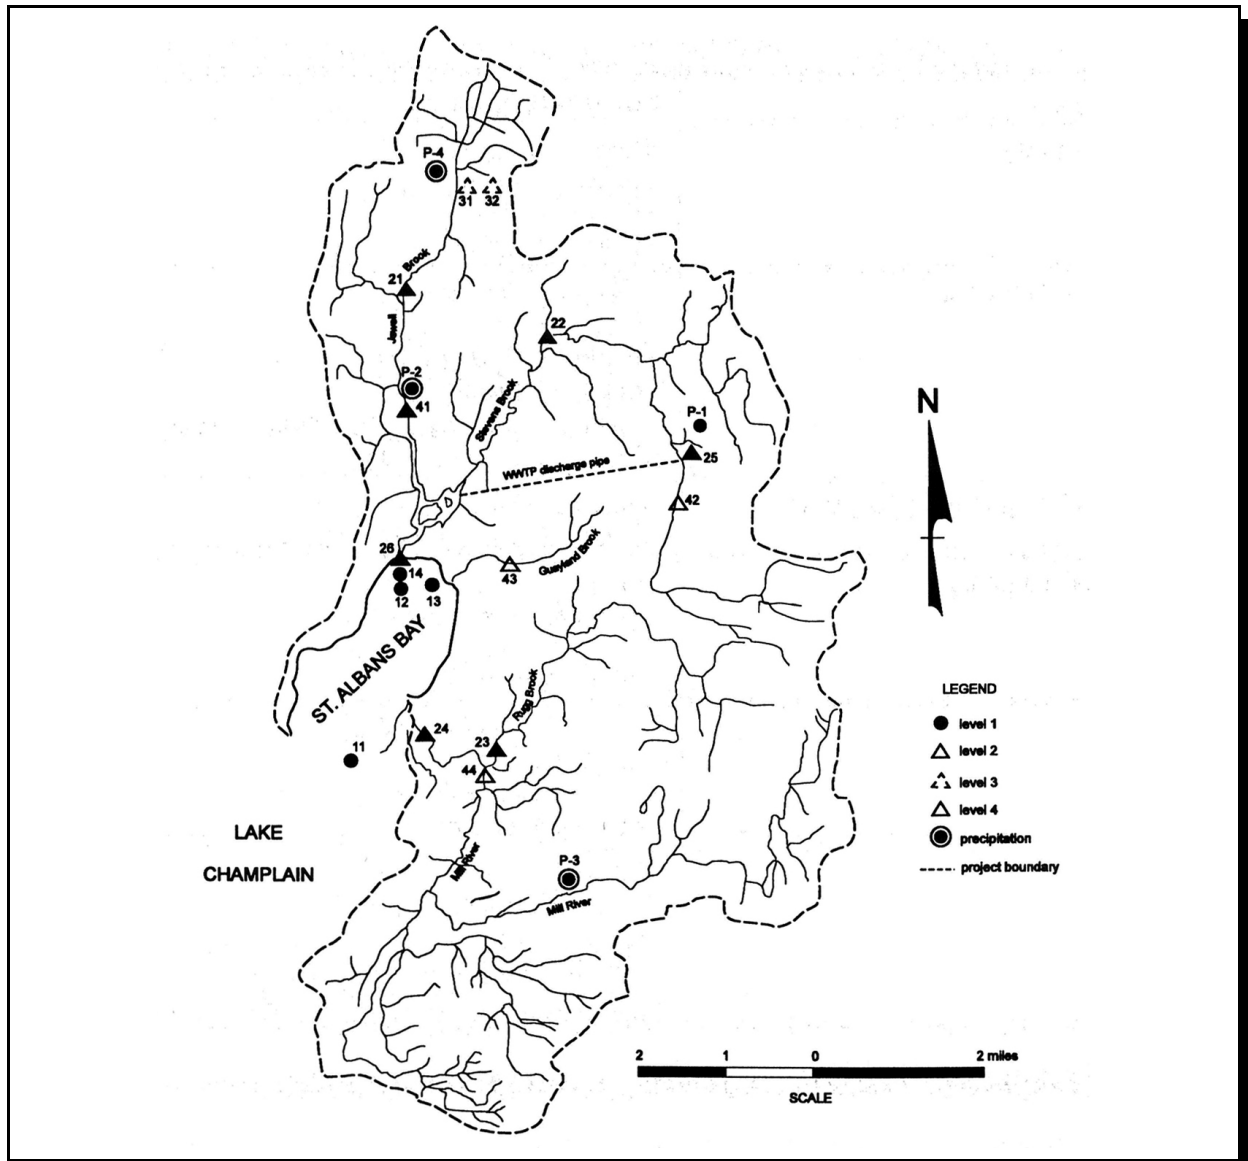 P-4
31
32
Brook
21
Jewell
22
P-2
41
Stevens Brook
P-1
25
WWTP discharge pipe
42
N
26
14
12
13
43
Guayland Brook
ST. ALBANS BAY
Rugg Brook
24
23
11
44
LEGEND
level 1
level 2
level 3
level 4
precipitation
project boundary
LAKE
CHAMPLAIN
Mill River
P-3
Mill River
2 1 0 2 miles
SCALE